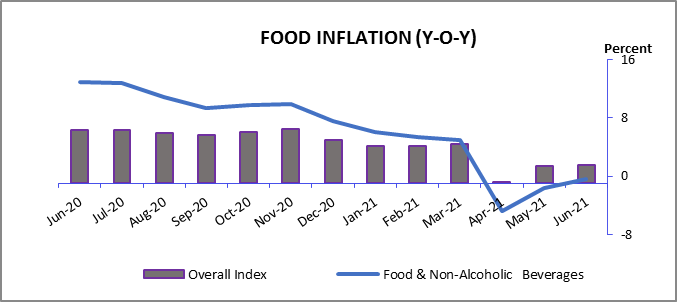 FOOD INFLATION (Y-O-Y)
Percent
16
8
0
-8
Jun-20 Jul-20 Aug-20 Sep-20 Oct-20 Nov-20 Dec-20 Jan-21 Feb-21 Mar-21 Apr-21 May-21 Jun-21
Overall Index Food & Non-Alcoholic Beverages